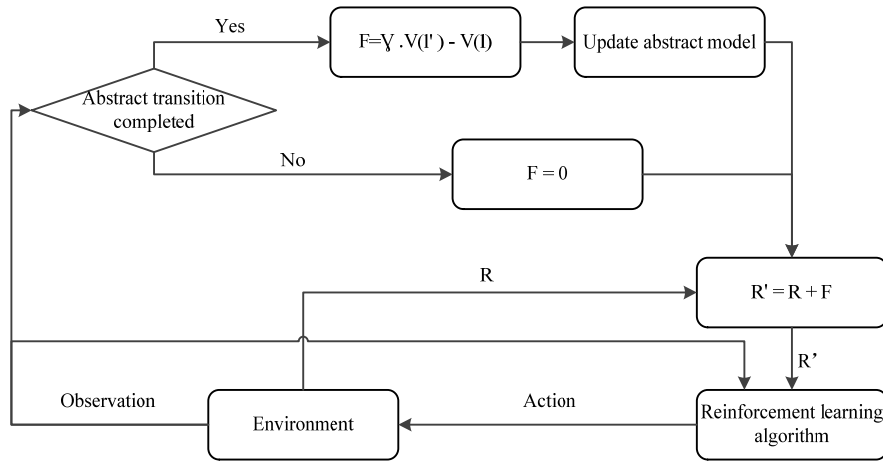 Yes
F=Ɣ .V(l' ) - V(l)
Update abstract model
Abstract transition
completed
No
F = 0
R
R' = R + F
R’
Observation
Environment
Action
Reinforcement learning
algorithm